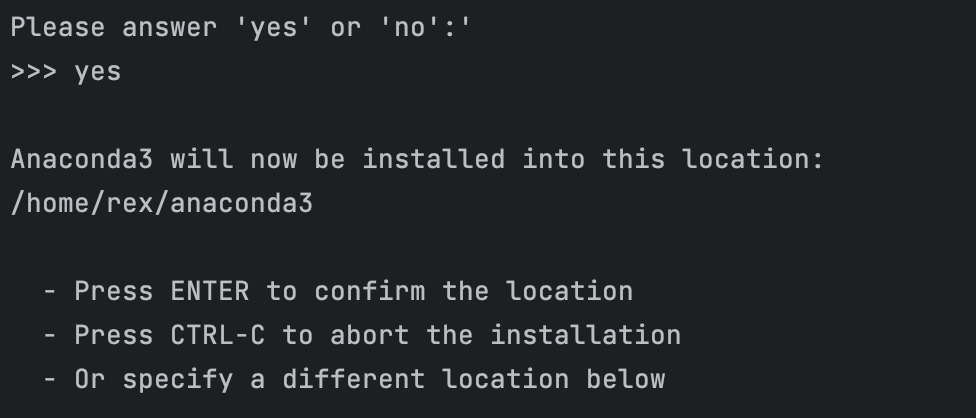 Please answer 'yes' or 'no':'
>>> yes
Anaconda3 will now be installed into this location:
/home/rex/anaconda3
- Press ENTER to confirm the location
- Press CTRL-C to abort the installation
- Or specify a different location below